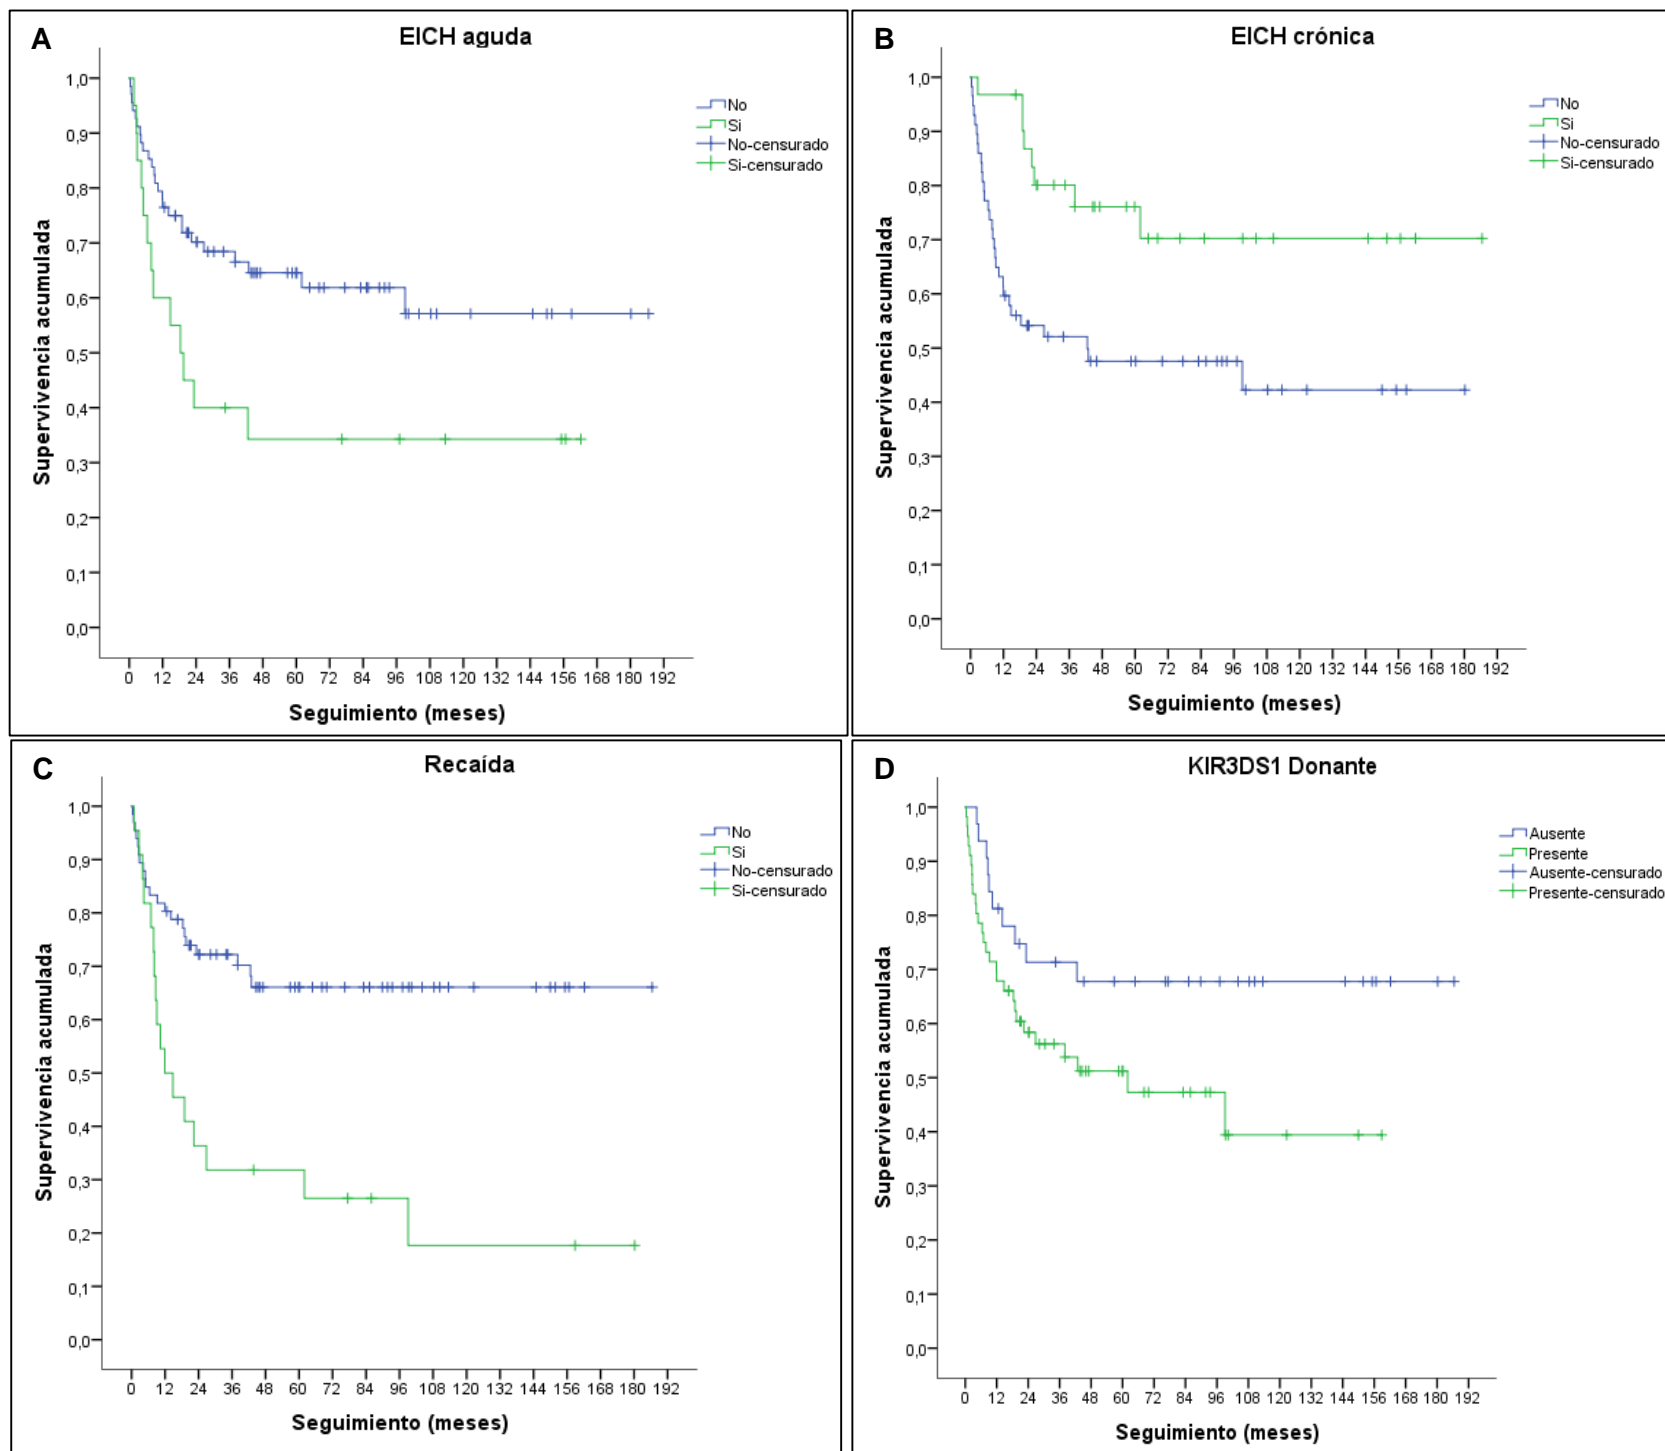 A
EICH aguda
1,0
0,9
0,8
0,7
0,6
0,5
0,4
0,3
0,2
0,1
0,0
Supervivencia acumulada
No
Si
No-censurado
Si-censurado
0 12 24 36 48 60 72 84 96 108 120 132 144 156 168 180 192
Seguimiento (meses)
B
EICH crónica
1,0
0,9
0,8
0,7
0,6
0,5
0,4
0,3
0,2
0,1
0,0
Supervivencia acumulada
No
Si
No-censurado
Si-censurado
0 12 24 36 48 60 72 84 96 108 120 132 144 156 168 180 192
Seguimiento (meses)
C
Recaída
1,0
0,9
0,8
0,7
0,6
0,5
0,4
0,3
0,2
0,1
0,0
Supervivencia acumulada
No
Si
No-censurado
Si-censurado
0 12 24 36 48 60 72 84 96 108 120 132 144 156 168 180 192
Seguimiento (meses)
D
KIR3DS1 Donante
1,0
0,9
0,8
0,7
0,6
0,5
0,4
0,3
0,2
0,1
0,0
Supervivencia acumulada
Ausente
Presente
Ausente-censurado
Presente-censurado
0 12 24 36 48 60 72 84 96 108 120 132 144 156 168 180 192
Seguimiento (meses)